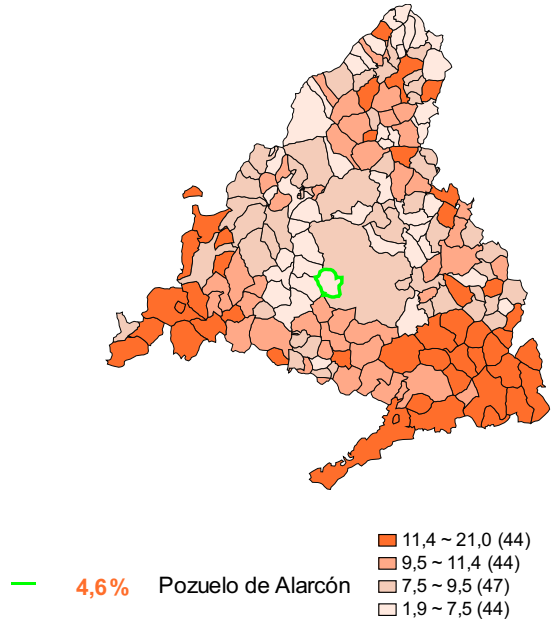 11,4 ~ 21,0 (44)
9,5 ~ 11,4 (44)
7,5 ~ 9,5 (47)
1,9 ~ 7,5 (44)
4,6% Pozuelo de Alarcón